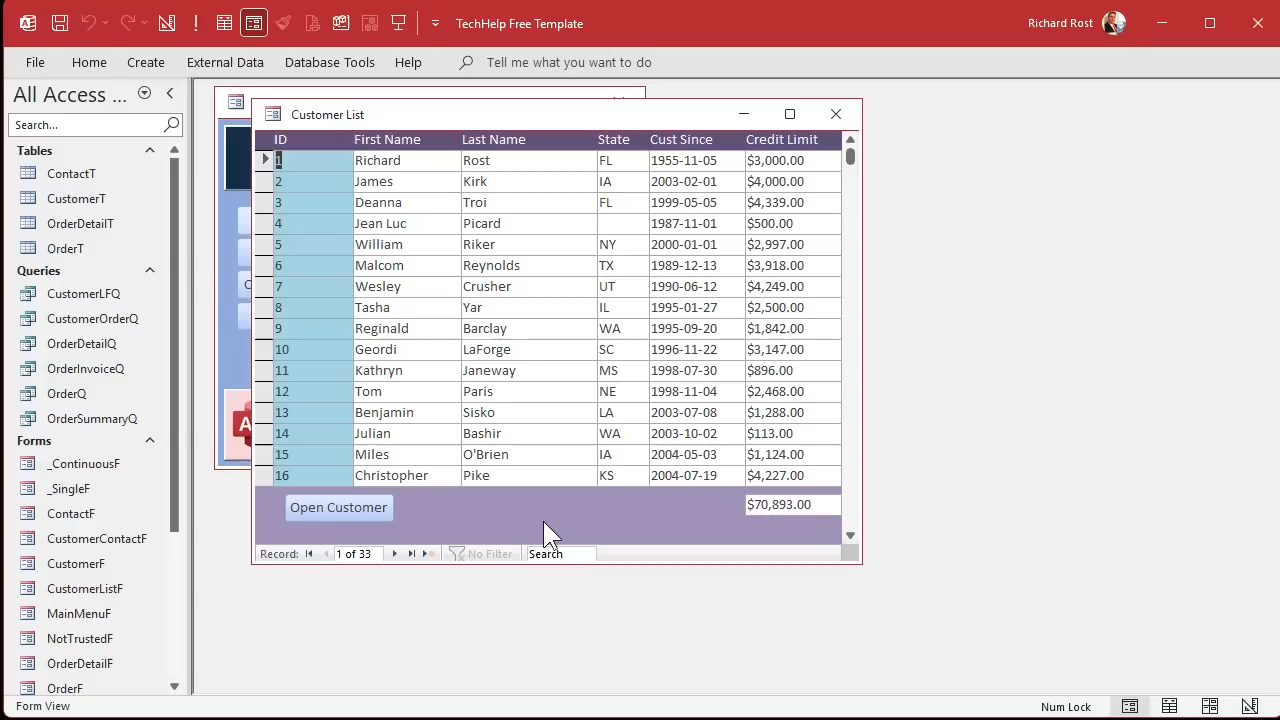 TechHelp Free Template
Richard Rost
File Home Create External Data Database Tools Help Tell me what you want to do
All Access ...
Search...
Tables
ContactT
CustomerT
OrderDetailT
OrderT
Queries
CustomerLFQ
CustomerOrderQ
OrderDetailQ
OrderInvoiceQ
OrderQ
OrderSummaryQ
Forms
_ContinuousF
_SingleF
ContactF
CustomerContactF
CustomerF
CustomerListF
MainMenuF
NotTrustedF
OrderDetailF
OrderF
Customer List
ID First Name Last Name State Cust Since Credit Limit
1 Richard Rost FL 1955-11-05 $3,000.00
2 James Kirk IA 2003-02-01 $4,000.00
3 Deanna Troi FL 1999-05-05 $4,339.00
4 Jean Luc Picard 1987-11-01 $500.00
5 William Riker NY 2000-01-01 $2,997.00
6 Malcom Reynolds TX 1989-12-13 $3,918.00
7 Wesley Crusher UT 1990-06-12 $4,249.00
8 Tasha Yar IL 1995-01-27 $2,500.00
9 Reginald Barclay WA 1995-09-20 $1,842.00
10 Geordi LaForge SC 1996-11-22 $3,147.00
11 Kathryn Janeway MS 1998-07-30 $896.00
12 Tom Paris NE 1998-11-04 $2,468.00
13 Benjamin Sisko LA 2003-07-08 $1,288.00
14 Julian Bashir WA 2003-10-02 $113.00
15 Miles O'Brien IA 2004-05-03 $1,124.00
16 Christopher Pike KS 2004-07-19 $4,227.00
Open Customer $70,893.00
Record: 1 of 33 No Filter Search
Form View Num Lock